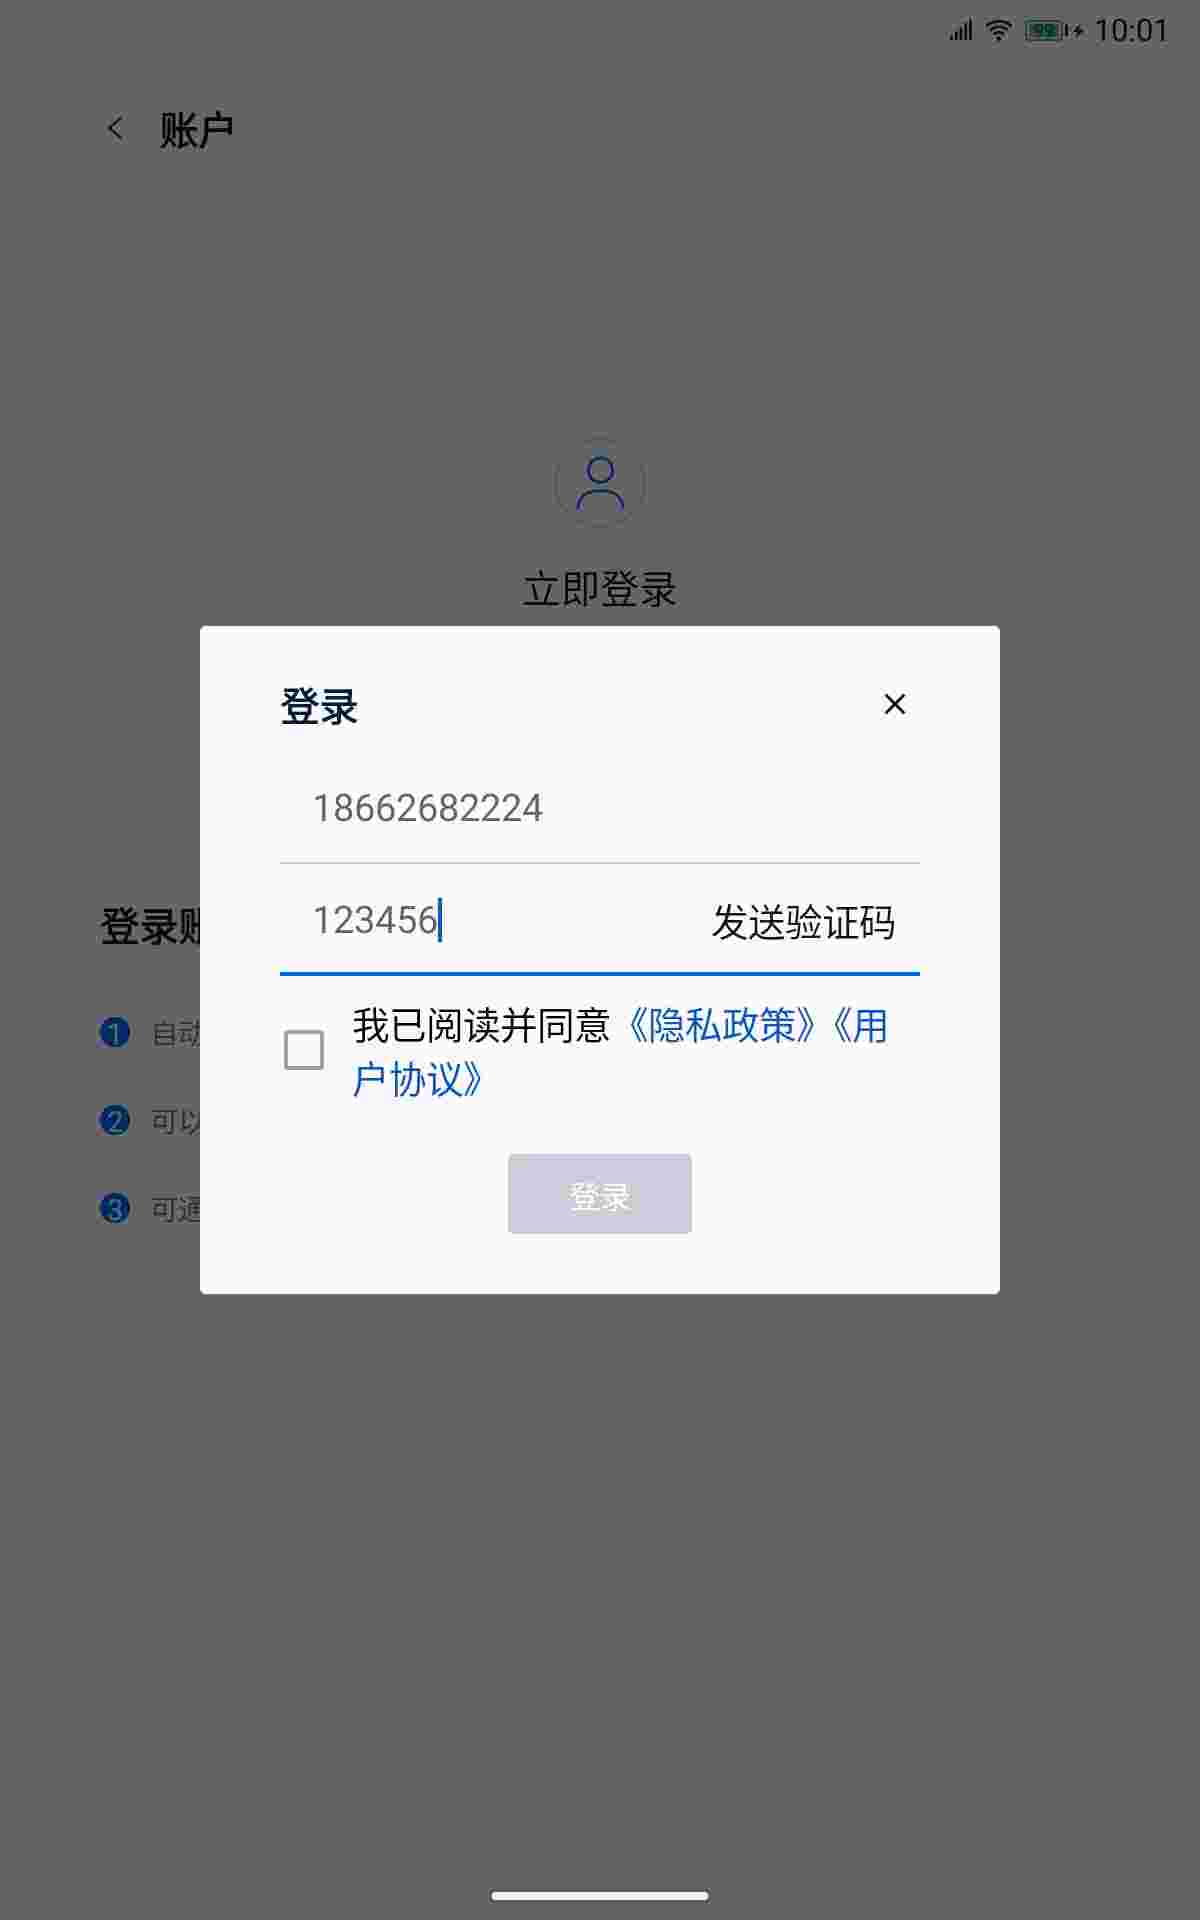 99 10:01
账户
立即登录
登录
18662682224
123456 发送验证码
登录
我已阅读并同意《隐私政策》《用
户协议》
1 自动
2 可以
3 可通
登录